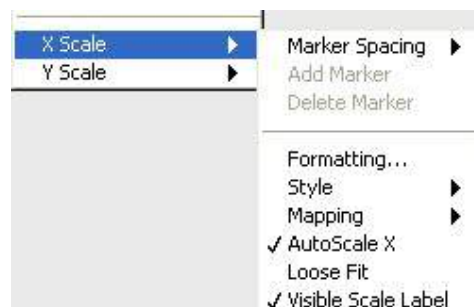 X Scale
Y Scale
Marker Spacing
Add Marker
Delete Marker
Formatting...
Style
Mapping
AutoScale X
Loose Fit
Visible Scale Label